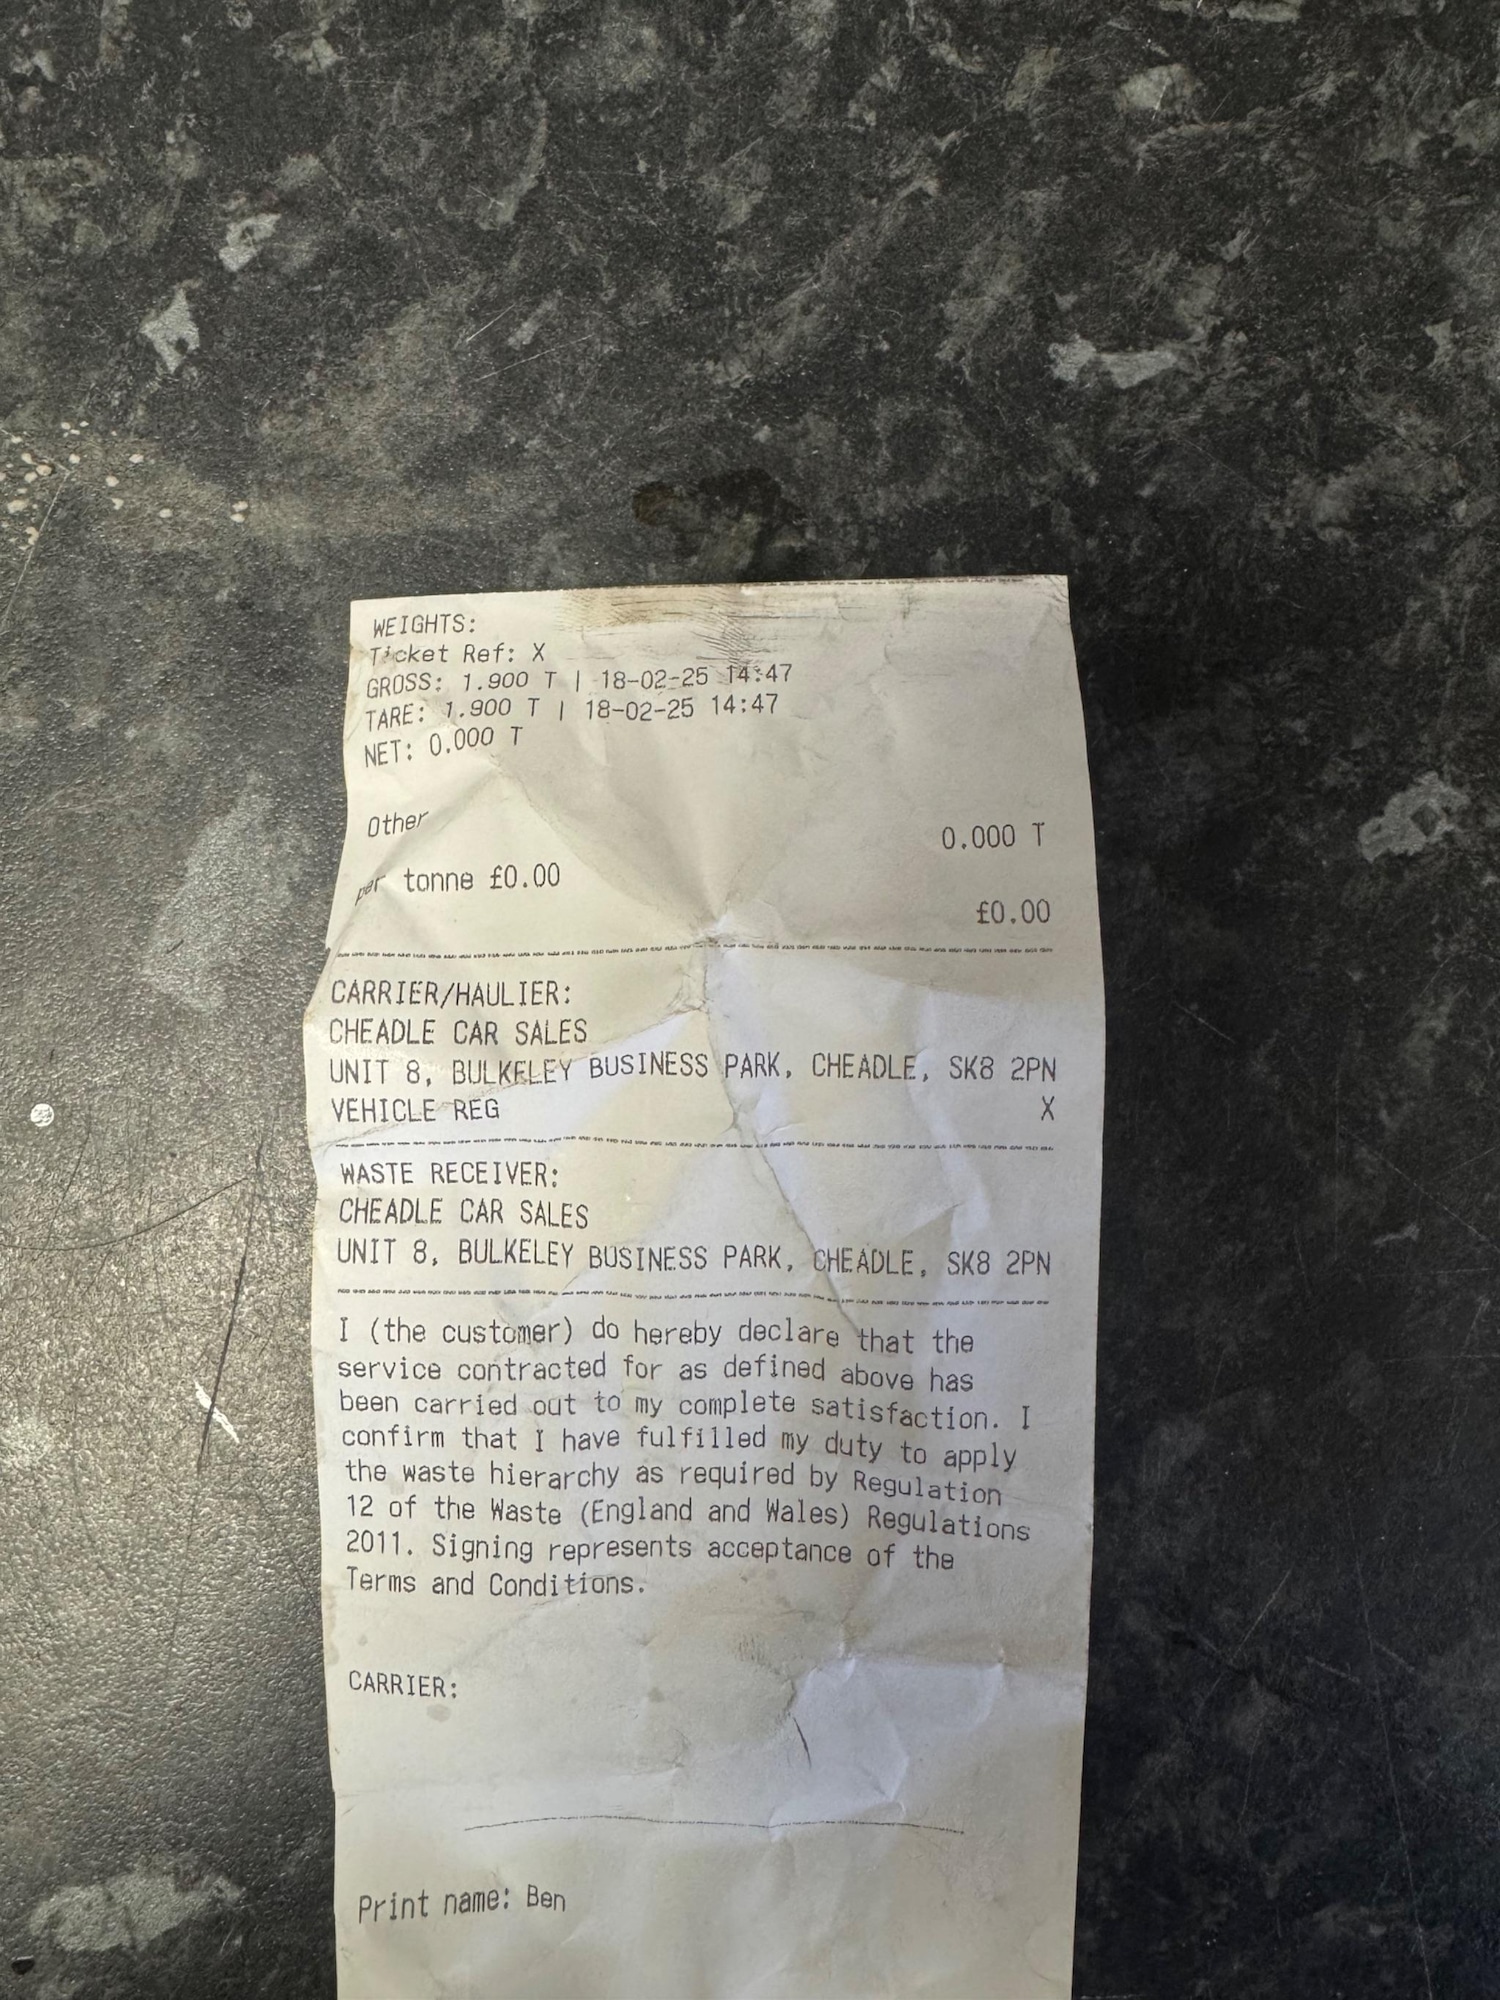 WEIGHTS:
Ticket Ref: X
GROSS: 1.900 T | 18-02-25 14:47
TARE: 1.900 T | 18-02-25 14:47
NET: 0.000 T
Other
0.000 T
per tonne £0.00
£0.00
CARRIER/HAULIER:
CHEADLE CAR SALES
UNIT 8, BULKELEY BUSINESS PARK, CHEADLE, SK8 2PN
VEHICLE REG X
WASTE RECEIVER:
CHEADLE CAR SALES
UNIT 8, BULKELEY BUSINESS PARK, CHEADLE, SK8 2PN
I (the customer) do hereby declare that the
service contracted for as defined above has
been carried out to my complete satisfaction. I
confirm that I have fulfilled my duty to apply
the waste hierarchy as required by Regulation
12 of the Waste (England and Wales) Regulations
2011. Signing represents acceptance of the
Terms and Conditions.
CARRIER:
Print name: Ben